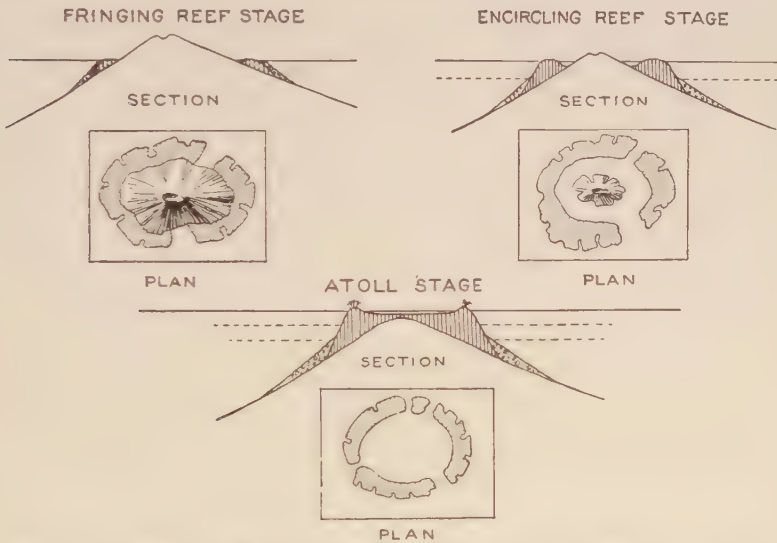 FRINGING REEF STAGE
SECTION
PLAN
ENCIRCLING REEF STAGE
SECTION
PLAN
ATOLL STAGE
SECTION
PLAN